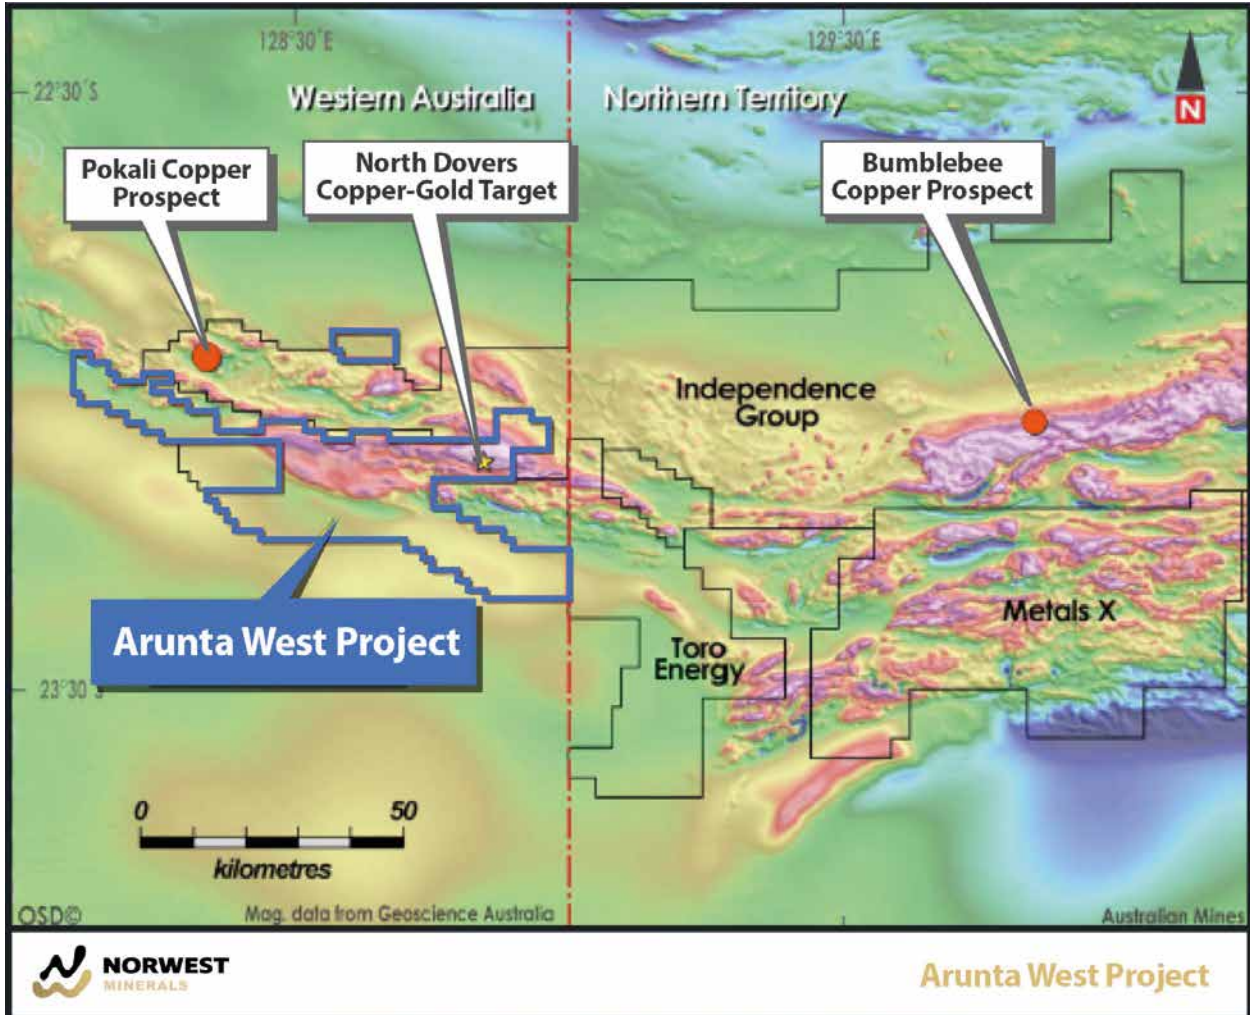 128°30´E
129°30´E
22°30´S
Western Australia
Northern Territory
N
Pokali Copper
Prospect
North Dovers
Copper-Gold Target
Bumblebee
Copper Prospect
Independence
Group
Arunta West Project
Toro
Energy
Metals X
23°30´S
0
50
kilometres
OSD©
Mag. data from Geoscience Australia
Australian Mines
NORWEST
MINERALS
Arunta West Project